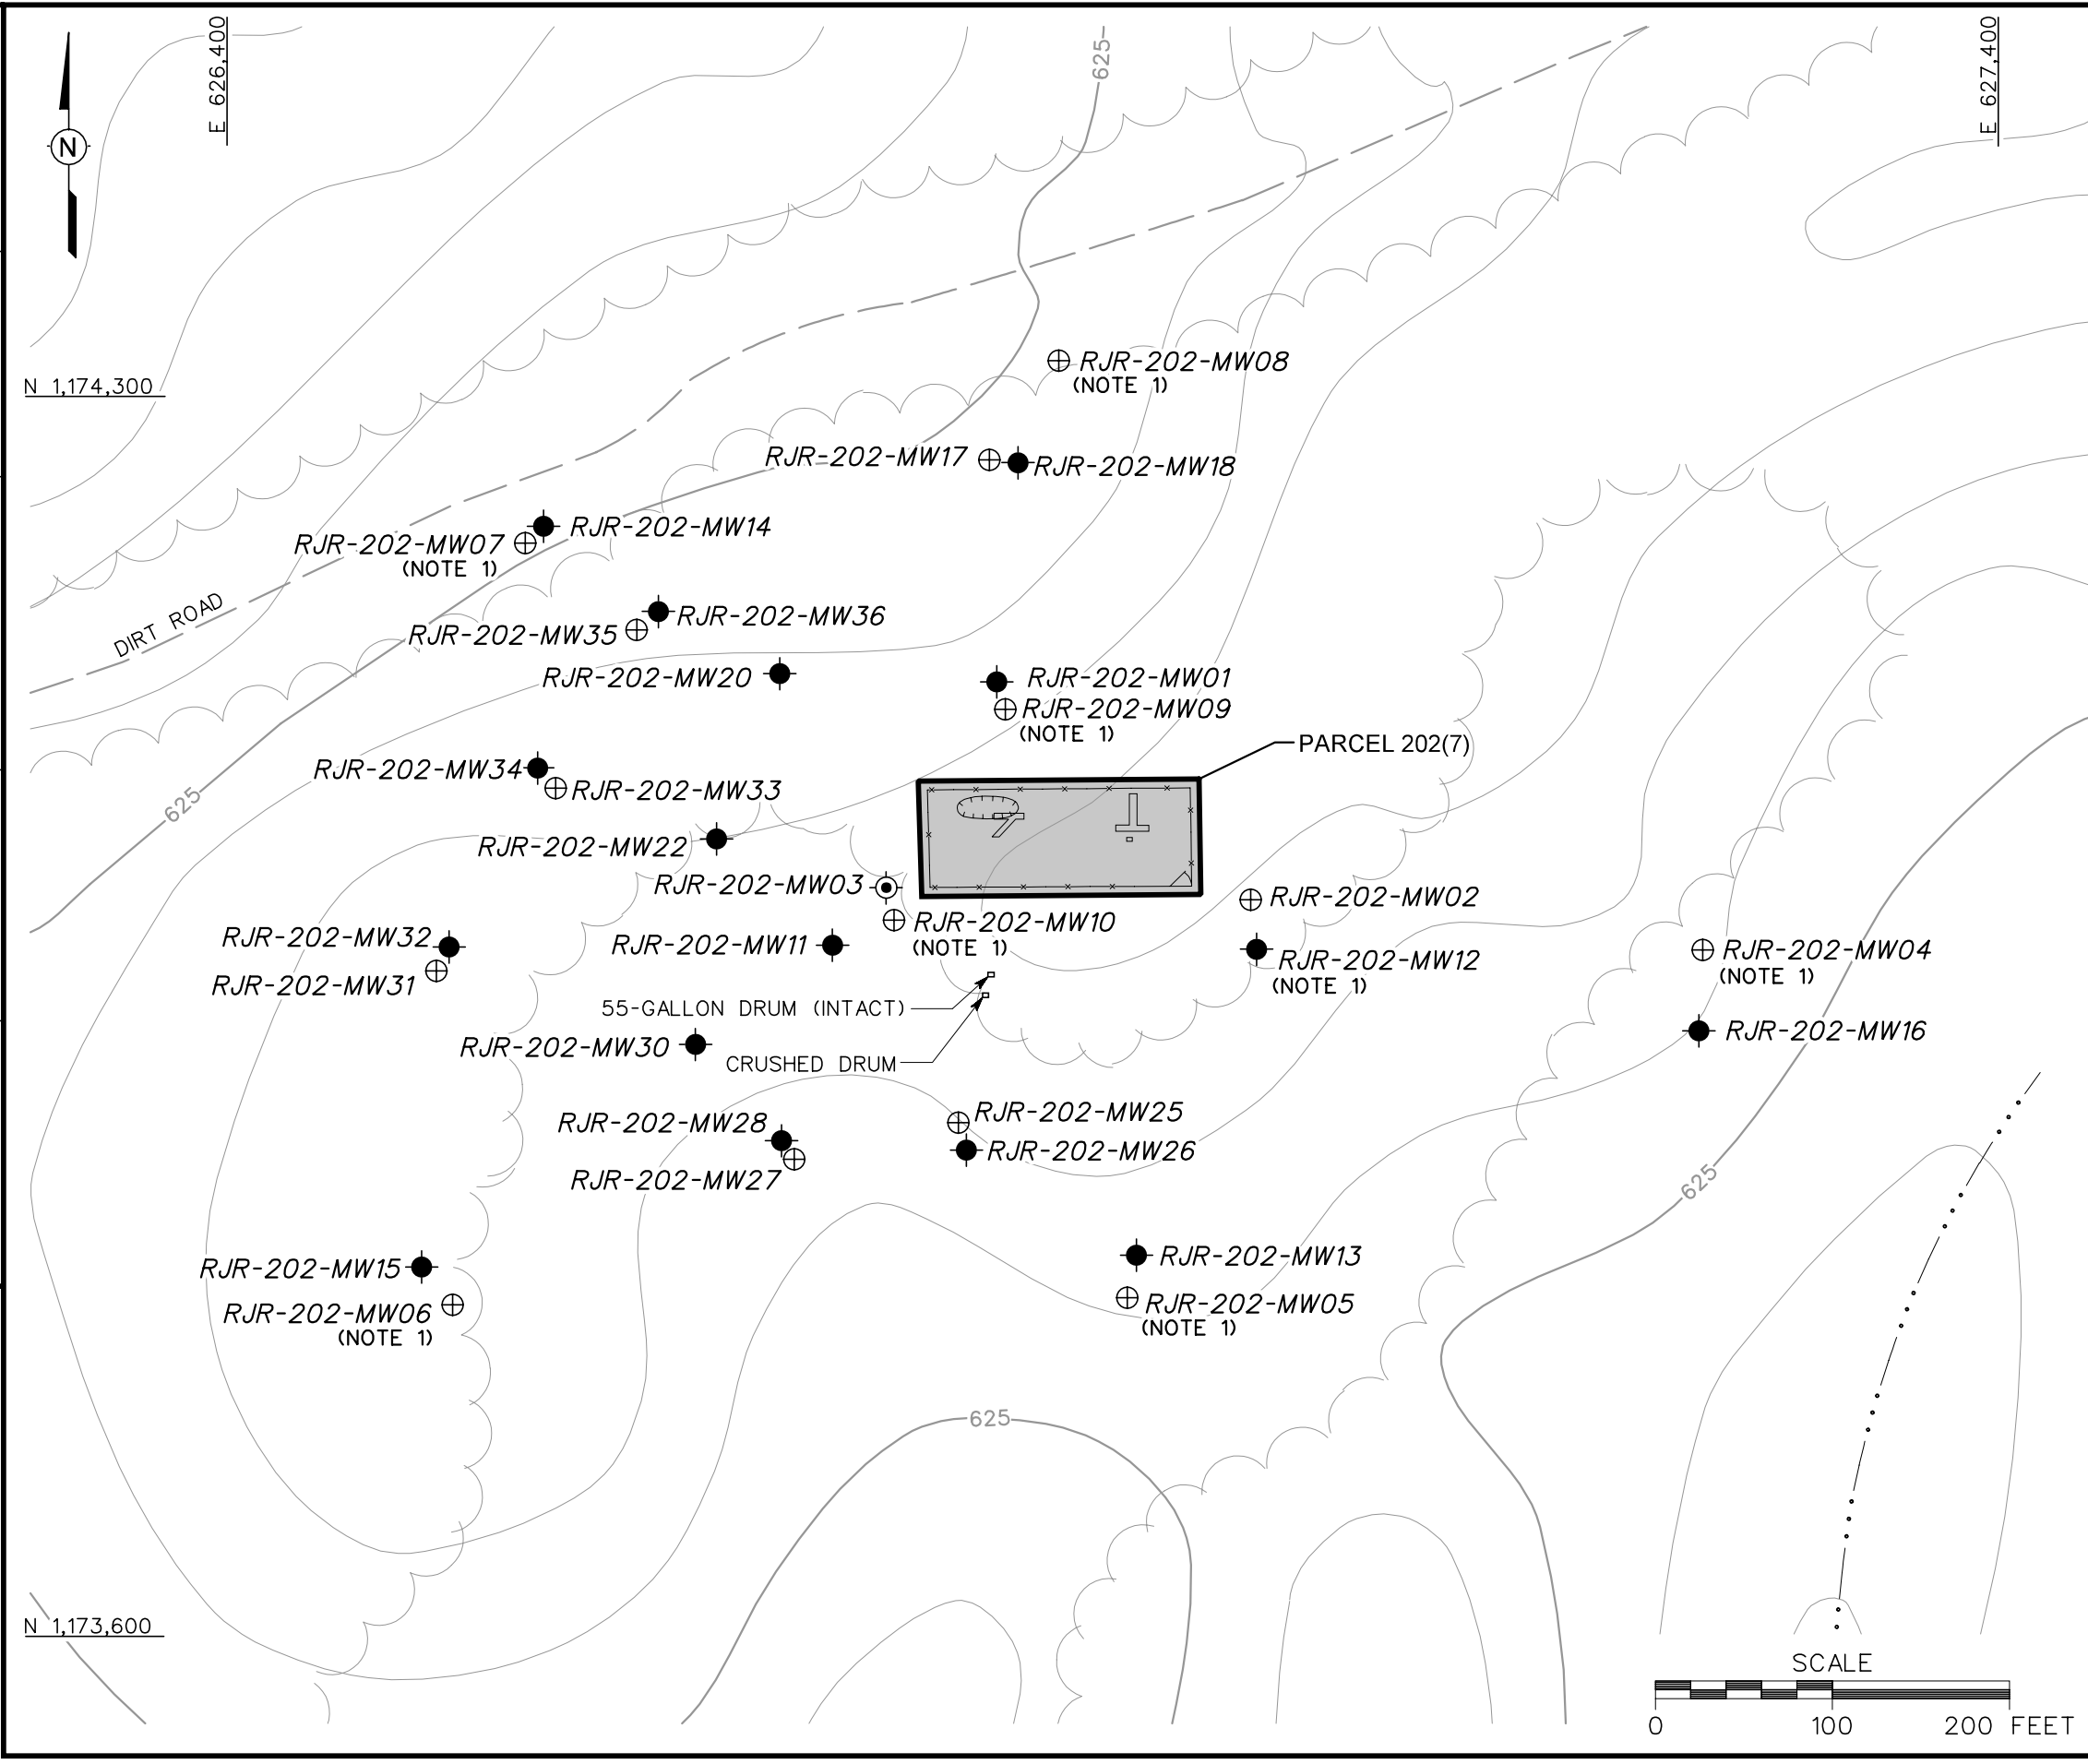 E 626,400
625
E 627,400
N
RJR-202-MW08
(NOTE 1)
N 1,174,300
RJR-202-MW17
RJR-202-MW18
RJR-202-MW14
RJR-202-MW07
(NOTE 1)
DIRT ROAD
RJR-202-MW36
RJR-202-MW35
RJR-202-MW20
RJR-202-MW01
RJR-202-MW09
(NOTE 1)
PARCEL 202(7)
RJR-202-MW34
RJR-202-MW33
625
RJR-202-MW22
RJR-202-MW03
RJR-202-MW02
RJR-202-MW10
(NOTE 1)
RJR-202-MW32
RJR-202-MW11
RJR-202-MW12
(NOTE 1)
RJR-202-MW04
(NOTE 1)
RJR-202-MW31
55-GALLON DRUM (INTACT)
RJR-202-MW16
RJR-202-MW30
CRUSHED DRUM
RJR-202-MW25
RJR-202-MW28
RJR-202-MW26
RJR-202-MW27
625
RJR-202-MW13
RJR-202-MW15
RJR-202-MW05
(NOTE 1)
RJR-202-MW06
(NOTE 1)
625
N 1,173,600
SCALE
0 100 200 FEET